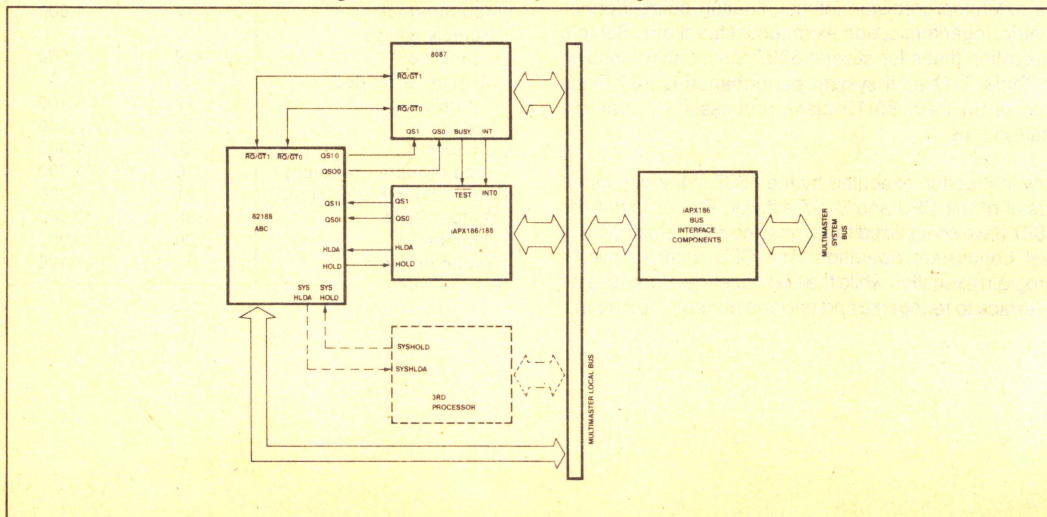 8087
RQ/GT1
RQ/GT0
QS1 QS0 BUSY INT
RQ/GT1 RQ/GT0 QS1O
QSO0
TEST INT0
QS1I QS1
QS0I QS0
82188
ABC
iAPX186/188
HLDA HLDA
HOLD HOLD
SYS SYS
HLDA HOLD
SYSHOLD
SYSHLDA
3RD
PROCESSOR
MULTIMASTER LOCAL BUS
iAPX186
BUS
INTERFACE
COMPONENTS
MULTIMASTER
SYSTEM
BUS